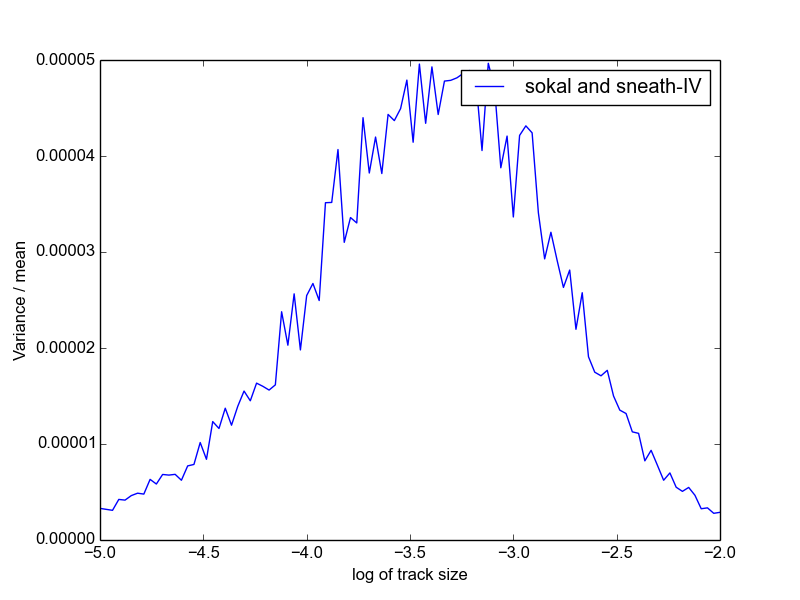 0.00005
sokal and sneath-IV
0.00004
0.00003
Variance / mean
0.00002
0.00001
0.00000
−5.0 −4.5 −4.0 −3.5 −3.0 −2.5 −2.0
log of track size